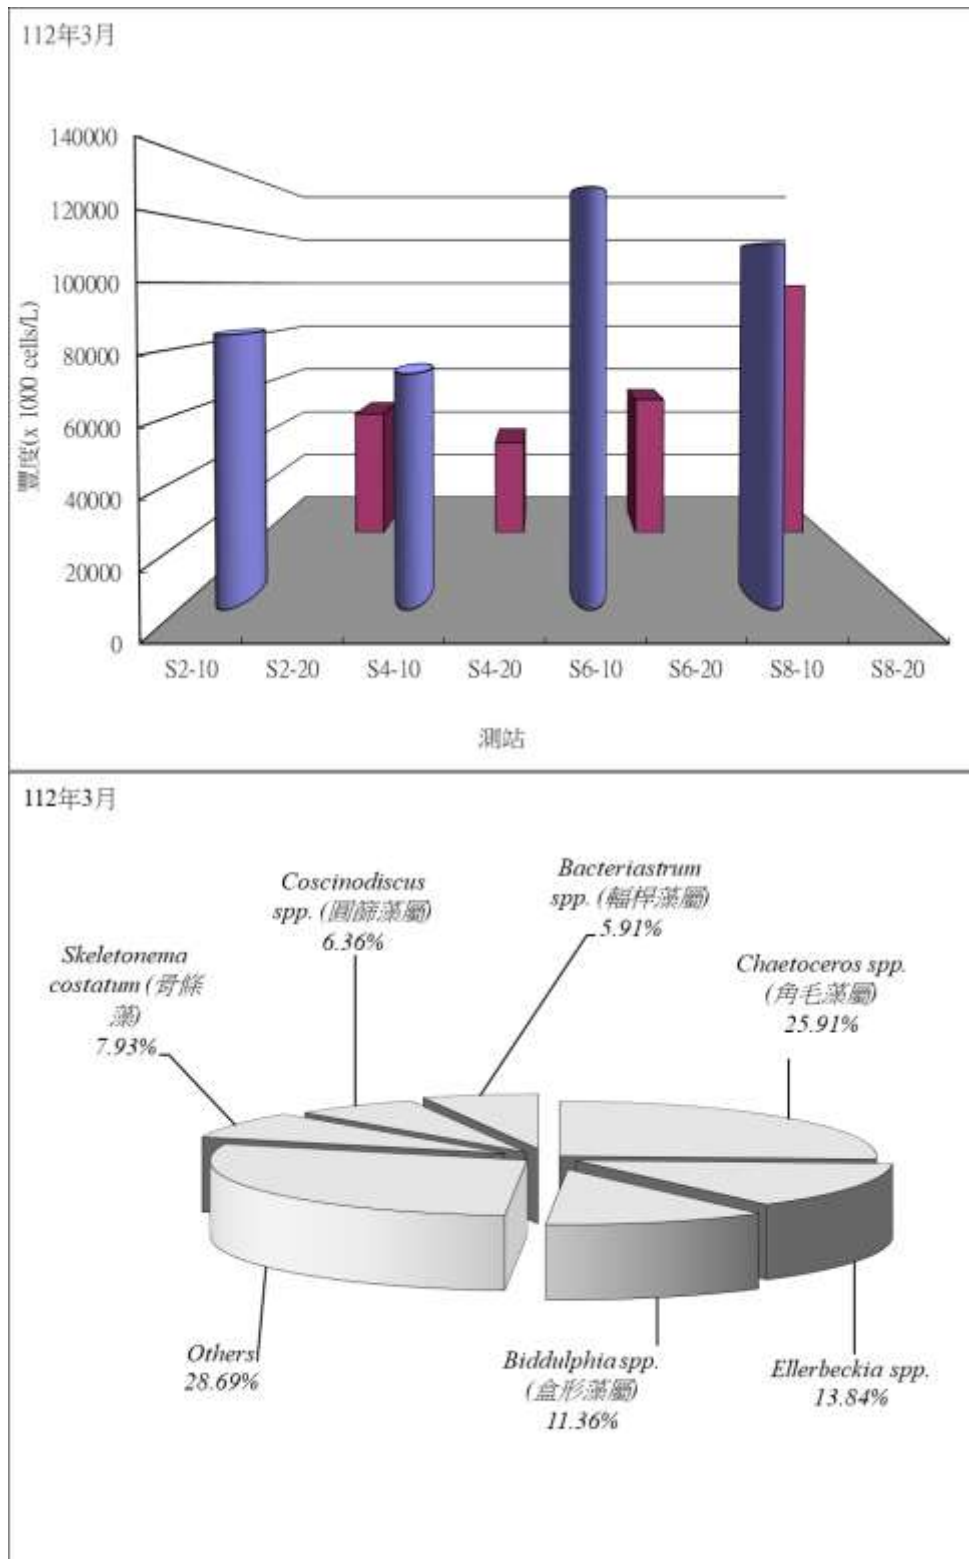 112年3月
140000
120000
100000
80000
60000
40000
20000
0
豐度(x 1000 cells/L)
S2-10 S2-20 S4-10 S4-20 S6-10 S6-20 S8-10 S8-20
測站
112年3月
Coscinodiscus
spp. (圓篩藻屬)
6.36%
Bacteriastrum
spp. (輻桿藻屬)
5.91%
Skeletonema
costatum (骨條
藻)
7.93%
Chaetoceros spp.
(角毛藻屬)
25.91%
Others
28.69%
Biddulphia spp.
(盒形藻屬)
11.36%
Ellerbeckia spp.
13.84%